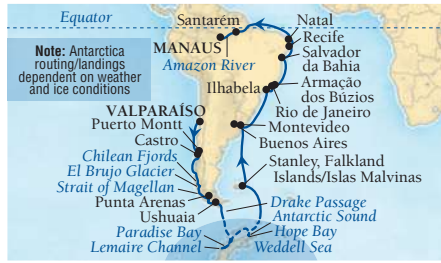 Equator
Santarém
Natal
MANAUS
Recife
Note: Antarctica
routing/landings
dependent on weather
and ice conditions
Amazon River
Salvador
da Bahia
Ilhabela
Armação
dos Búzios
VALPARAÍSO
Rio de Janeiro
Puerto Montt
Montevideo
Castro
Buenos Aires
Chilean Fjords
El Brujo Glacier
Stanley, Falkland
Islands/Islas Malvinas
Strait of Magellan
Punta Arenas
Drake Passage
Ushuaia
Antarctic Sound
Paradise Bay
Hope Bay
Lemaire Channel
Weddell Sea